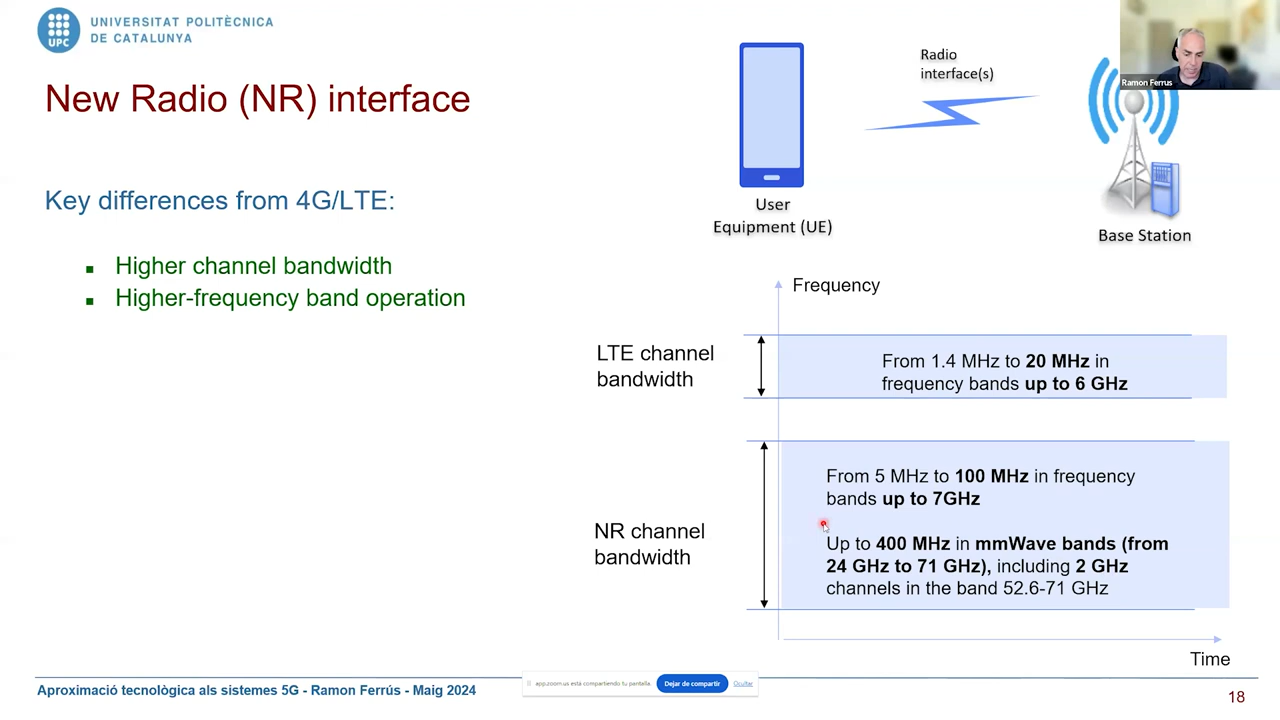 UNIVERSITAT POLITÈCNICA
DE CATALUNYA
UPC
New Radio (NR) interface
Radio
interface(s)
Ramon Ferrus
User
Equipment (UE)
Base Station
Key differences from 4G/LTE:
Higher channel bandwidth
Higher-frequency band operation
Frequency
LTE channel
bandwidth
From 1.4 MHz to 20 MHz in
frequency bands up to 6 GHz
NR channel
bandwidth
From 5 MHz to 100 MHz in frequency
bands up to 7GHz
Up to 400 MHz in mmWave bands (from
24 GHz to 71 GHz), including 2 GHz
channels in the band 52.6-71 GHz
Time
Aproximació tecnològica als sistemes 5G - Ramon Ferrús - Maig 2024
app.zoom.us está compartiendo tu pantalla.
Dejar de compartir
Ocultar
18